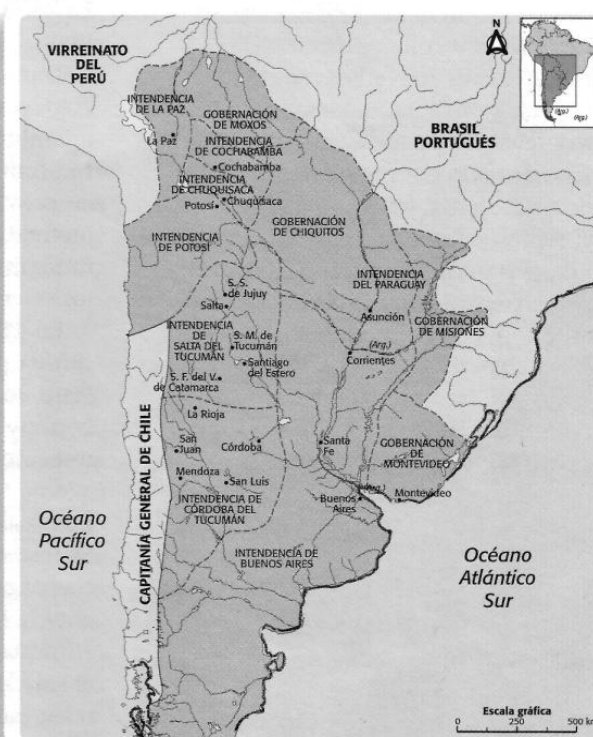 VIRREINATO
DEL
PERÚ
N
(Arg.)
(Arg.)
INTENDENCIA
DE LA PAZ
La Paz
GOBERNACIÓN
DE MOXOS
BRASIL
PORTUGUÉS
INTENDENCIA
DE COCHABAMBA
Cochabamba
INTENDENCIA
DE CHUQUISACA
Chuquisaca
Potosí
INTENDENCIA
DE POTOSÍ
GOBERNACIÓN
DE CHIQUITOS
S. S.
de Jujuy
Salta
INTENDENCIA
DEL PARAGUAY
Asunción
GOBERNACIÓN
DE MISIONES
INTENDENCIA
DE
SALTA DEL
TUCUMÁN
S. M. de
Tucumán
Santiago
del Estero
(Arg.)
Corrientes
S. F. del V.
de Catamarca
La Rioja
San
Juan
Córdoba
Santa
Fe
GOBERNACIÓN
DE
MONTEVIDEO
Mendoza
San Luis
(Arg.)
Buenos
Aires
Montevideo
INTENDENCIA DE
CÓRDOBA DEL
TUCUMÁN
CAPITANÍA GENERAL DE CHILE
INTENDENCIA DE
BUENOS AIRES
Océano
Pacífico
Sur
Océano
Atlántico
Sur
Escala gráfica
0 250 500 km